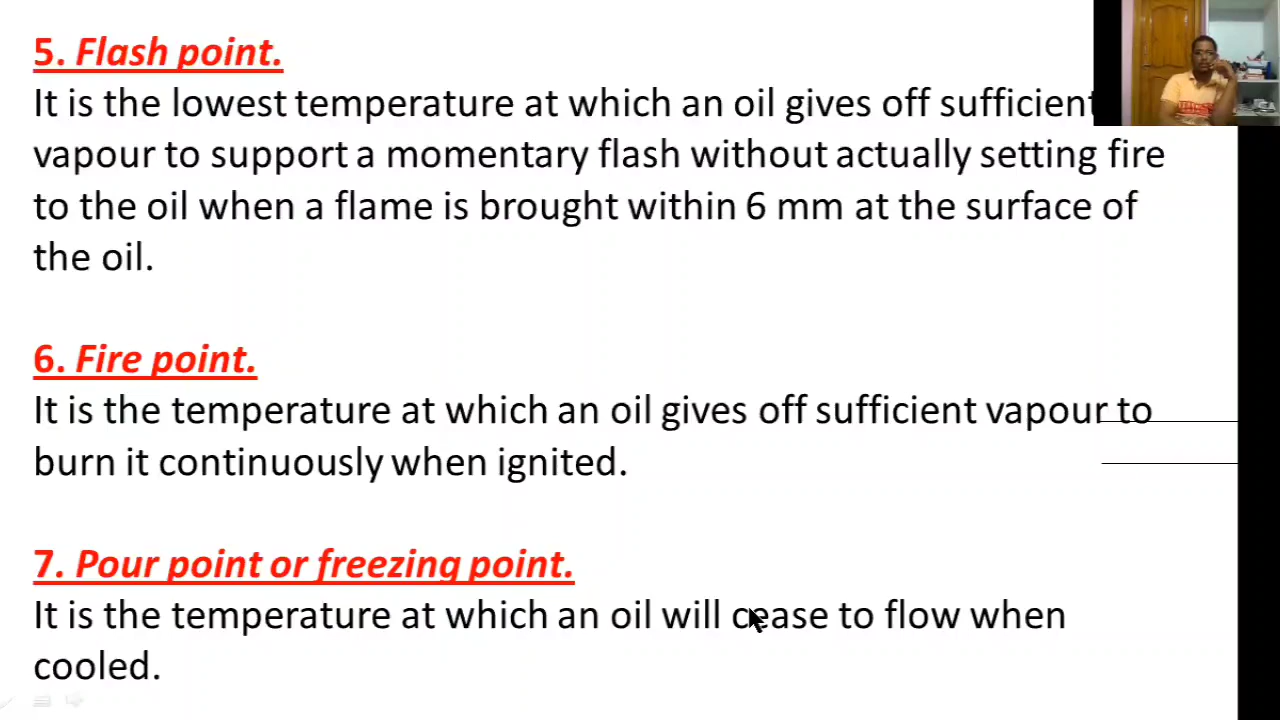 5. Flash point.
It is the lowest temperature at which an oil gives off sufficient
vapour to support a momentary flash without actually setting fire
to the oil when a flame is brought within 6 mm at the surface of
the oil.
6. Fire point.
It is the temperature at which an oil gives off sufficient vapour to
burn it continuously when ignited.
7. Pour point or freezing point.
It is the temperature at which an oil will cease to flow when
cooled.